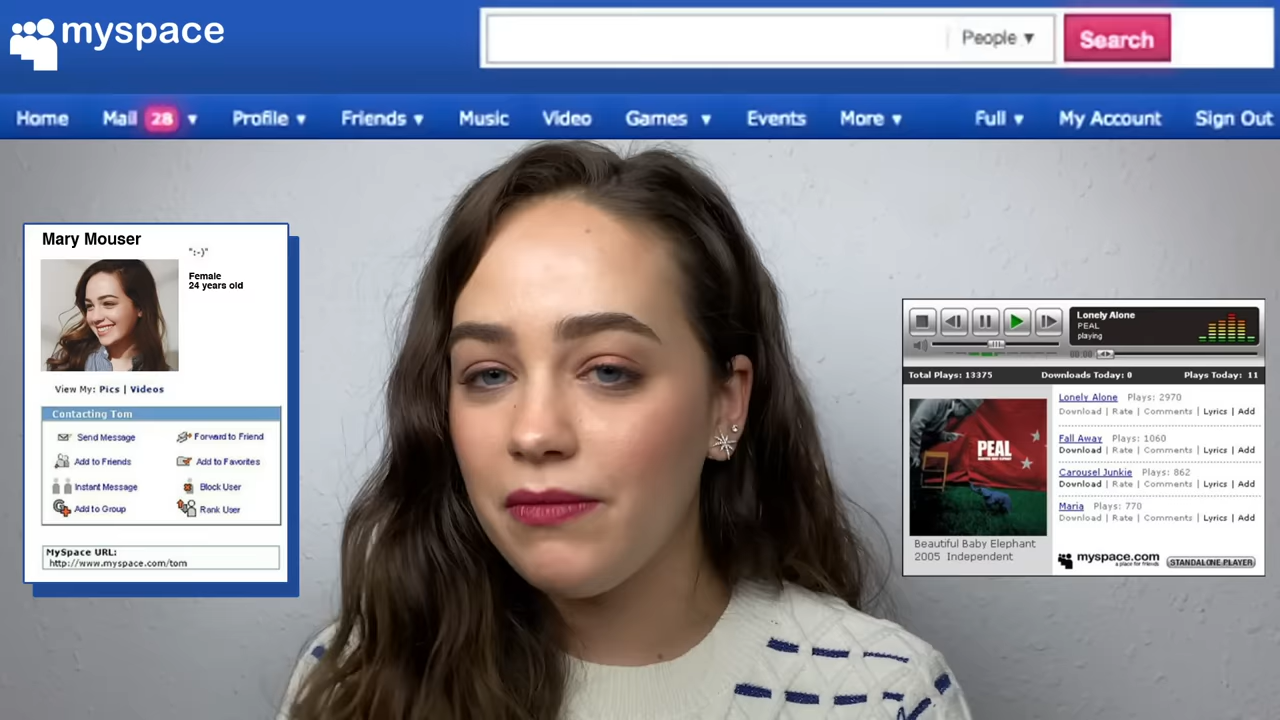 myspace
People ▼ Search
Home Mail 28 ▼ Profile ▼ Friends ▼ Music Video Games ▼ Events More ▼ Full ▼ My Account Sign Out
Mary Mouser
":-)"
Female
24 years old
View My: Pics | Videos
Contacting Tom
Send Message Forward to Friend
Add to Friends Add to Favorites
Instant Message Block User
Add to Group Rank User
MySpace URL:
http://www.myspace.com/tom
Lonely Alone
PEAL
playing
00:00
Total Plays: 13375 Downloads Today: 0 Plays Today: 11
Lonely Alone Plays: 2970
Download | Rate | Comments | Lyrics | Add
Fall Away Plays: 1060
Download | Rate | Comments | Lyrics | Add
Carousel Junkie Plays: 862
Download | Rate | Comments | Lyrics | Add
Maria Plays: 770
Download | Rate | Comments | Lyrics | Add
PEAL
Beautiful Baby Elephant
2005 Independent
myspace.com
a place for friends
STANDALONE PLAYER